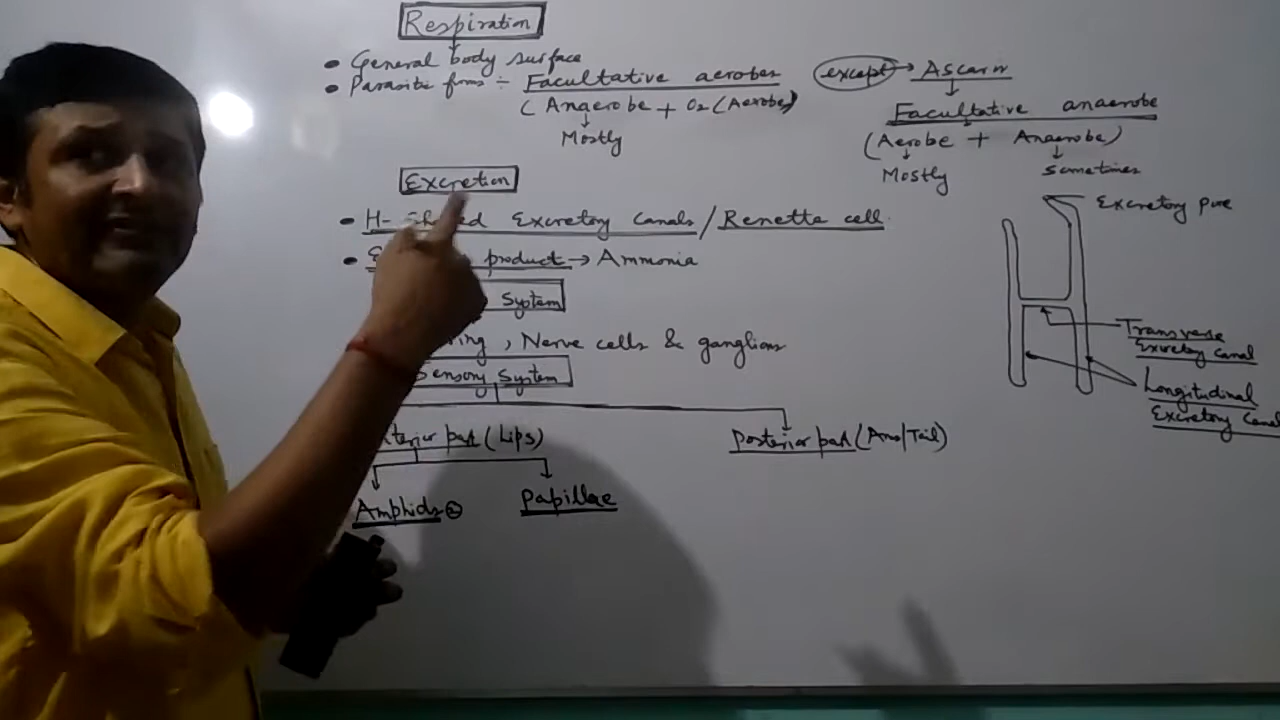 Respiration
• General body surface
• Parasitic forms ÷ Facultative aerobes
(Anaerobe + O2 (Aerobe)
Mostly
except → Ascaris
Facultative anaerobe
(Aerobe + Anaerobe)
Mostly
sometimes
Excretion
• H- Excretory Canals / Renette cell
• product → Ammonia
System
, Nerve cells & ganglions
Sensory System
part (Lips)
Posterior part (Anus/Tail)
Amphids
Papillae
Excretory pore
Transverse
Excretory canal
Longitudinal
Excretory Canal